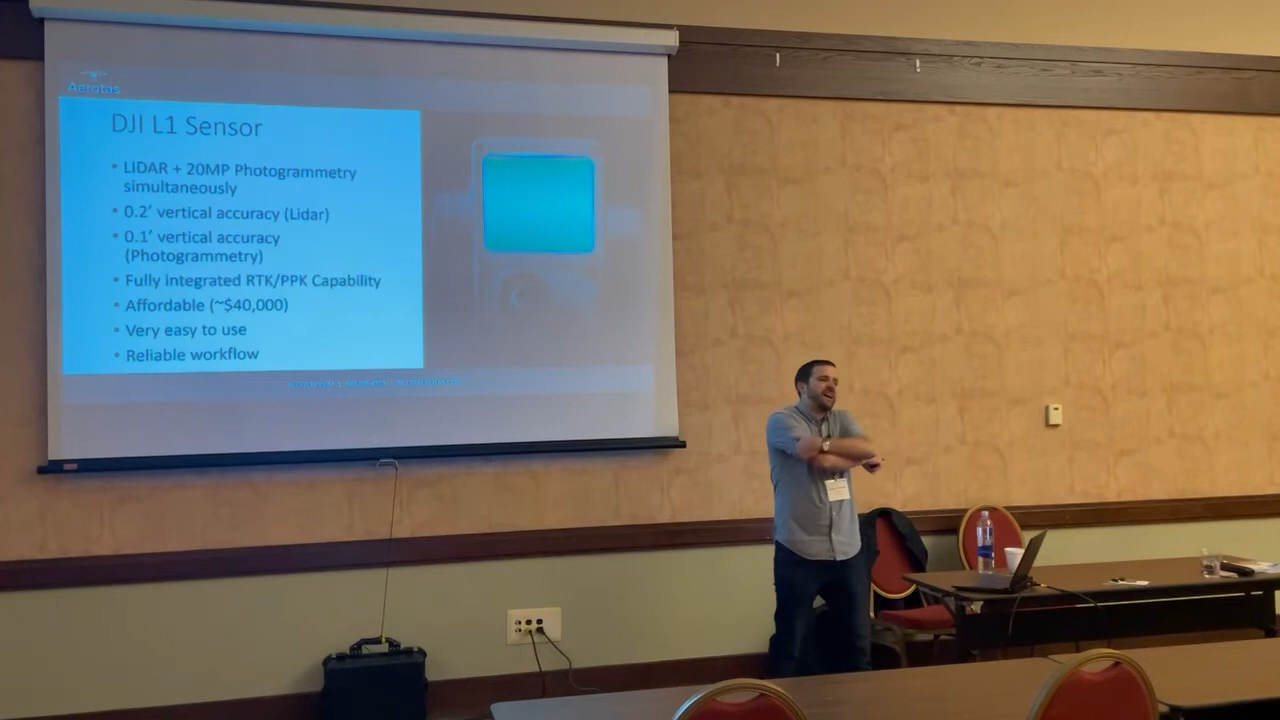 Aerotas
DJI L1 Sensor
• LIDAR + 20MP Photogrammetry
simultaneously
• 0.2’ vertical accuracy (Lidar)
• 0.1’ vertical accuracy
(Photogrammetry)
• Fully integrated RTK/PPK Capability
• Affordable (~$40,000)
• Very easy to use
• Reliable workflow